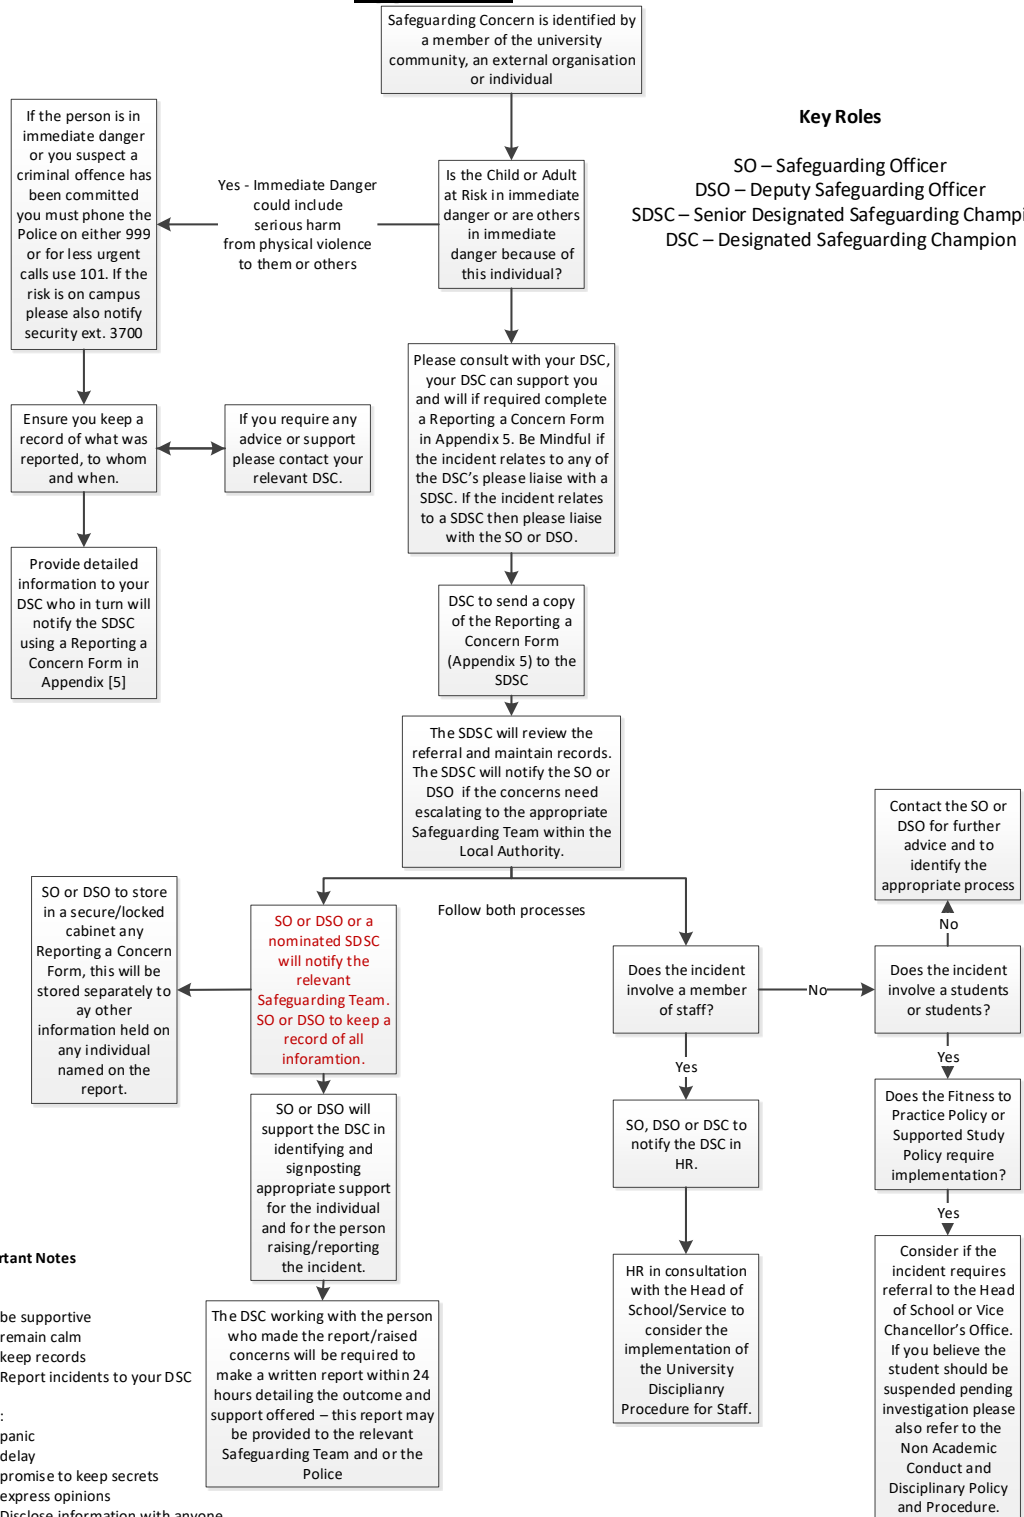 Safeguarding Concern is identified by
a member of the university
community, an external organisation
or individual
If the person is in
immediate danger
or you suspect a
criminal offence has
been committed
you must phone the
Police on either 999
or for less urgent
calls use 101. If the
risk is on campus
please also notify
security ext. 3700
Yes - Immediate Danger
could include
serious harm
from physical violence
to them or others
Is the Child or Adult
at Risk in immediate
danger or are others
in immediate
danger because of
this individual?
Key Roles
SO – Safeguarding Officer
DSO – Deputy Safeguarding Officer
SDSC – Senior Designated Safeguarding Champi
DSC – Designated Safeguarding Champion
Please consult with your DSC,
your DSC can support you
and will if required complete
a Reporting a Concern Form
in Appendix 5. Be Mindful if
the incident relates to any of
the DSC's please liaise with a
SDSC. If the incident relates
to a SDSC then please liaise
with the SO or DSO.
Ensure you keep a
record of what was
reported, to whom
and when.
If you require any
advice or support
please contact your
relevant DSC.
Provide detailed
information to your
DSC who in turn will
notify the SDSC
using a Reporting a
Concern Form in
Appendix [5]
DSC to send a copy
of the Reporting a
Concern Form
(Appendix 5) to the
SDSC
The SDSC will review the
referral and maintain records.
The SDSC will notify the SO or
DSO if the concerns need
escalating to the appropriate
Safeguarding Team within the
Local Authority.
Follow both processes
SO or DSO to store
in a secure/locked
cabinet any
Reporting a Concern
Form, this will be
stored separately to
ay other
information held on
any individual
named on the
report.
SO or DSO or a
nominated SDSC
will notify the
relevant
Safeguarding Team.
SO or DSO to keep a
record of all
inforamtion.
Does the incident
involve a member
of staff?
No
Does the incident
involve a students
or students?
No
Contact the SO or
DSO for further
advice and to
identify the
appropriate process
Yes
Yes
SO or DSO will
support the DSC in
identifying and
signposting
appropriate support
for the individual
and for the person
raising/reporting
the incident.
SO, DSO or DSC to
notify the DSC in
HR.
Does the Fitness to
Practice Policy or
Supported Study
Policy require
implementation?
Yes
The DSC working with the person
who made the report/raised
concerns will be required to
make a written report within 24
hours detailing the outcome and
support offered – this report may
be provided to the relevant
Safeguarding Team and or the
Police
HR in consultation
with the Head of
School/Service to
consider the
implementation of
the University
Disciplianry
Procedure for Staff.
Consider if the
incident requires
referral to the Head
of School or Vice
Chancellor's Office.
If you believe the
student should be
suspended pending
investigation please
also refer to the
Non Academic
Conduct and
Disciplinary Policy
and Procedure.
rtant Notes
be supportive
remain calm
keep records
Report incidents to your DSC
:
panic
delay
promise to keep secrets
express opinions
Disclose information with anyone